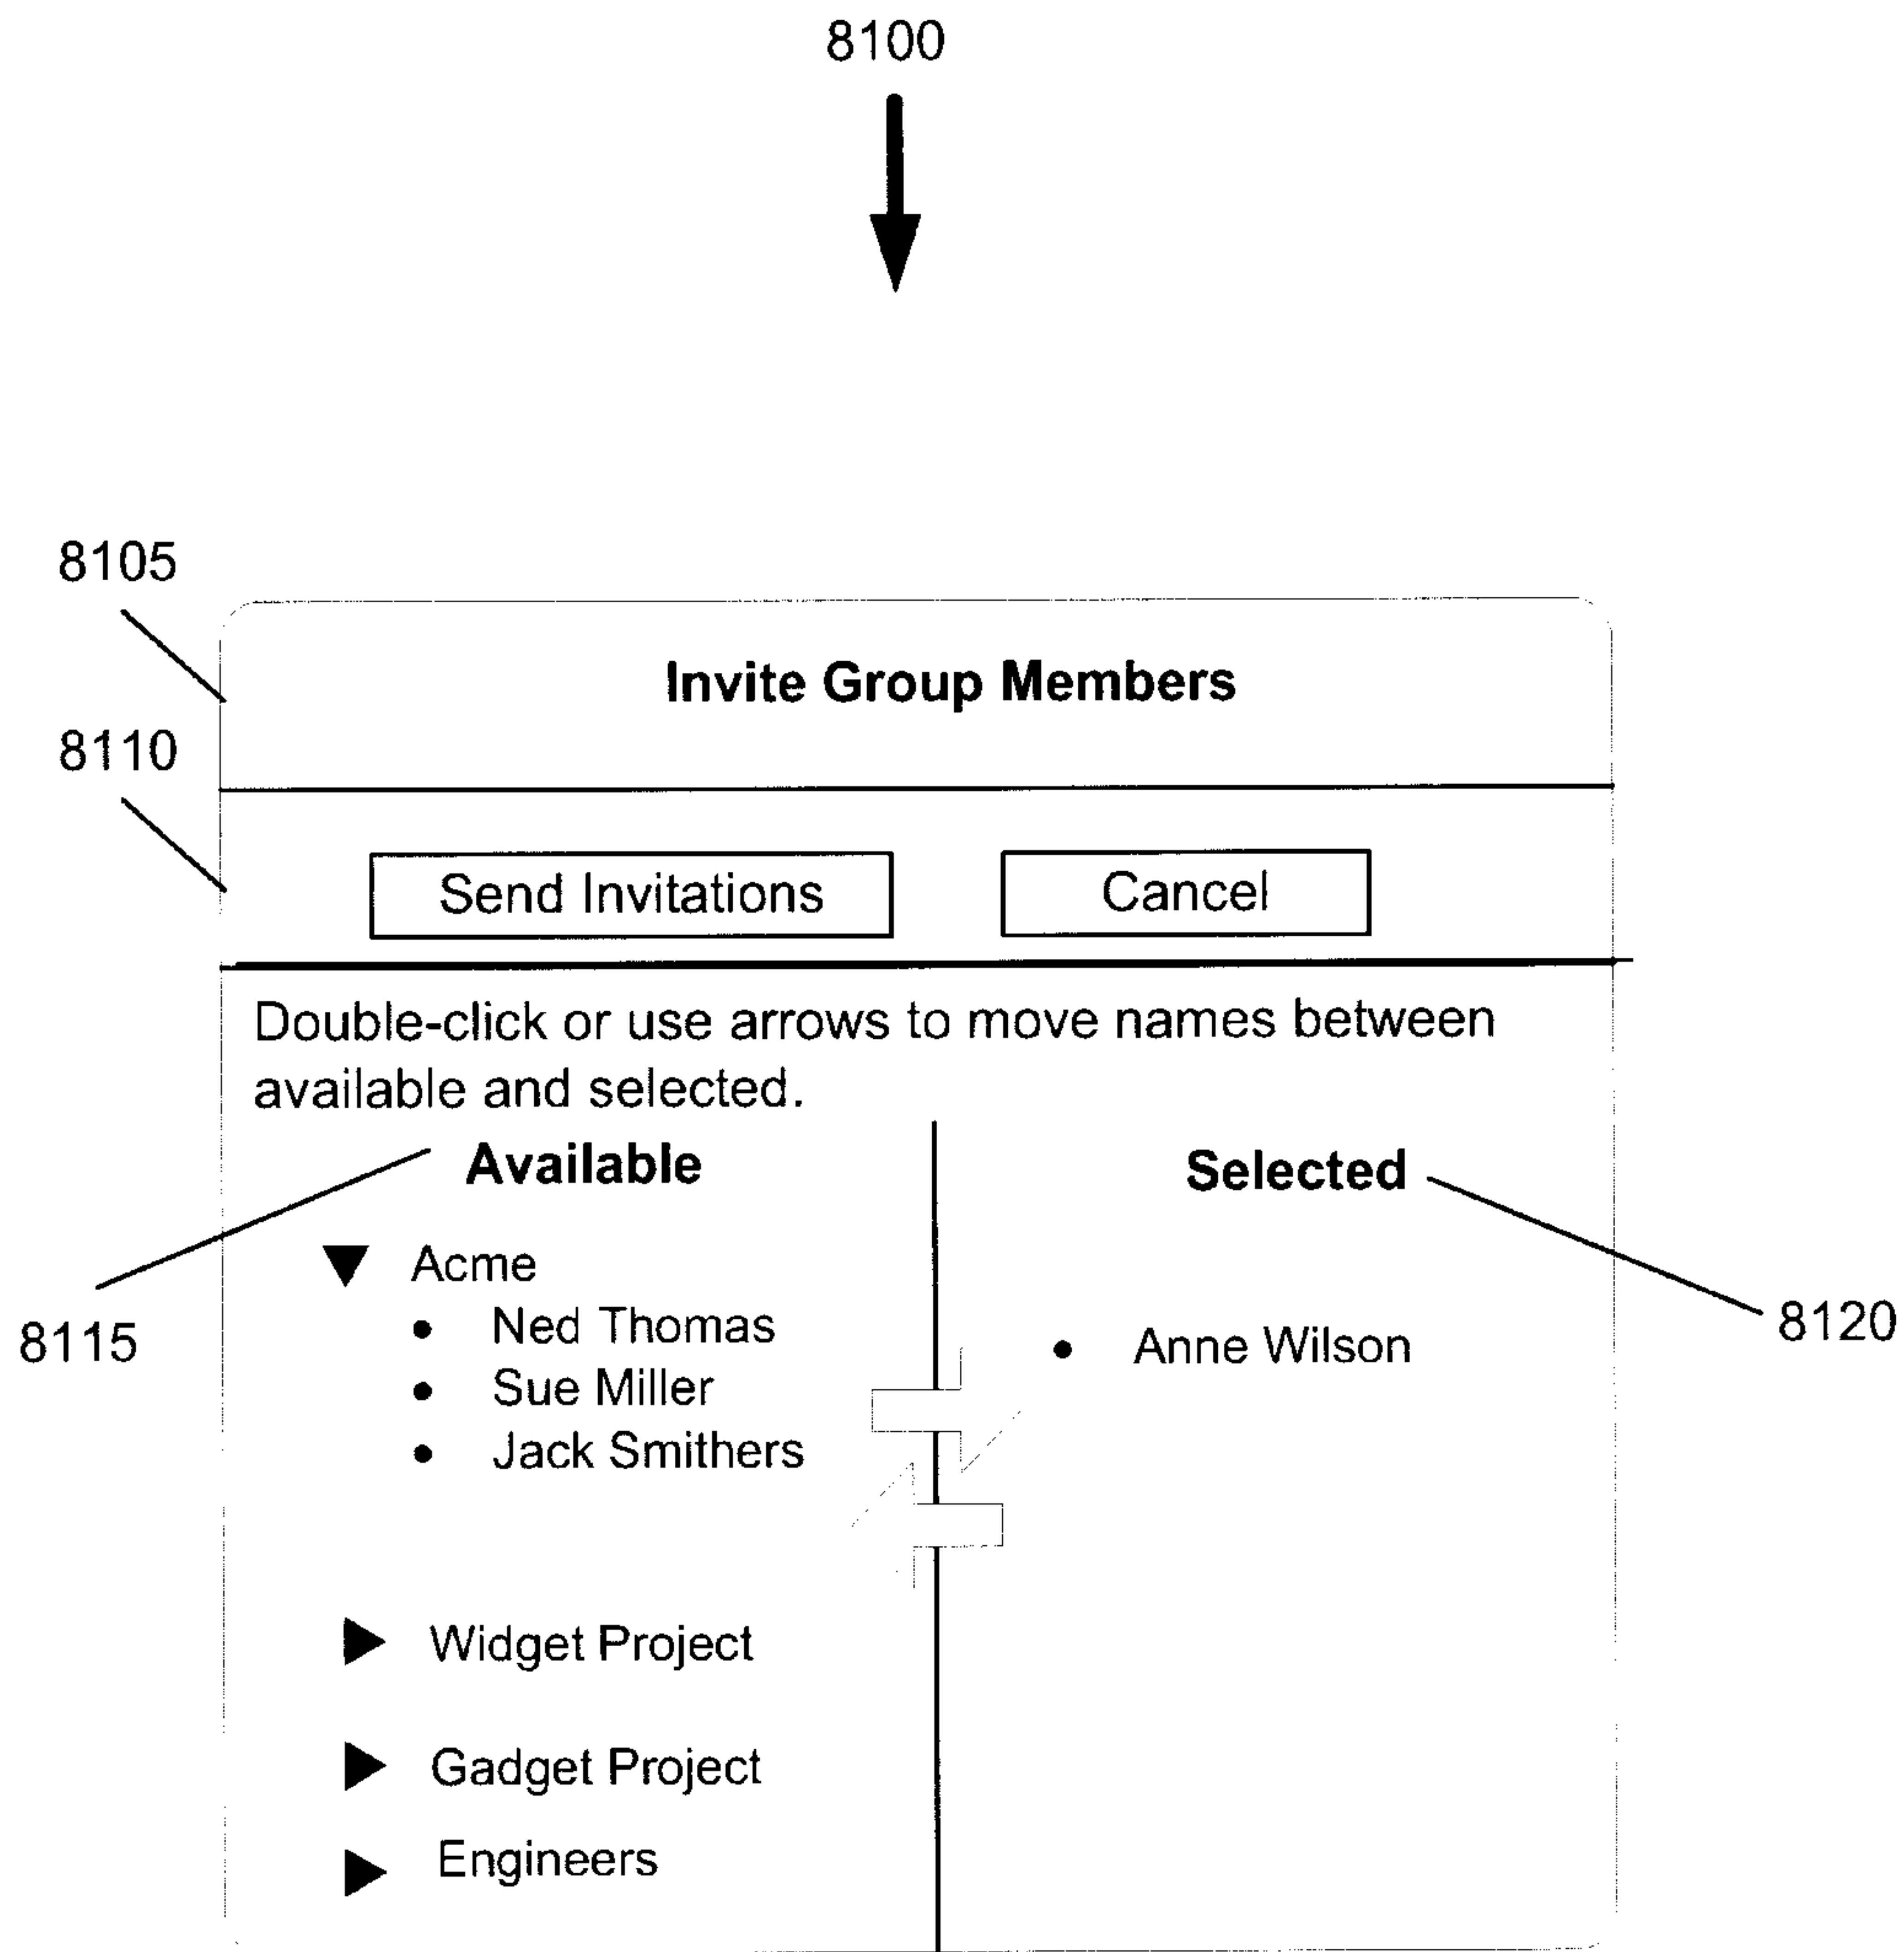 8100
8105
Invite Group Members
8110
Send Invitations Cancel
Double-click or use arrows to move names between
available and selected.
Available Selected
Acme
• Ned Thomas
8115
8120
• Anne Wilson
• Sue Miller
• Jack Smithers
Widget Project
Gadget Project
Engineers